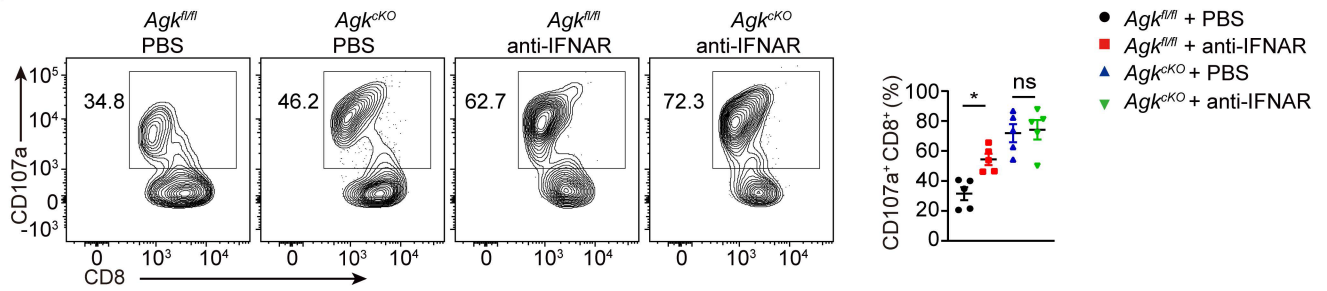 Agkfl/fl PBS
AgkcKO PBS
Agkfl/fl anti-IFNAR
AgkcKO anti-IFNAR
CD107a
10⁵
10⁴
10³
0
-10³
34.8
46.2
62.7
72.3
0 10³ 10⁴
0 10³ 10⁴
0 10³ 10⁴
0 10³ 10⁴
CD8
CD107a⁺ CD8⁺ (%)
100
80
60
40
20
0
*
ns
Agkfl/fl + PBS
Agkfl/fl + anti-IFNAR
AgkcKO + PBS
AgkcKO + anti-IFNAR